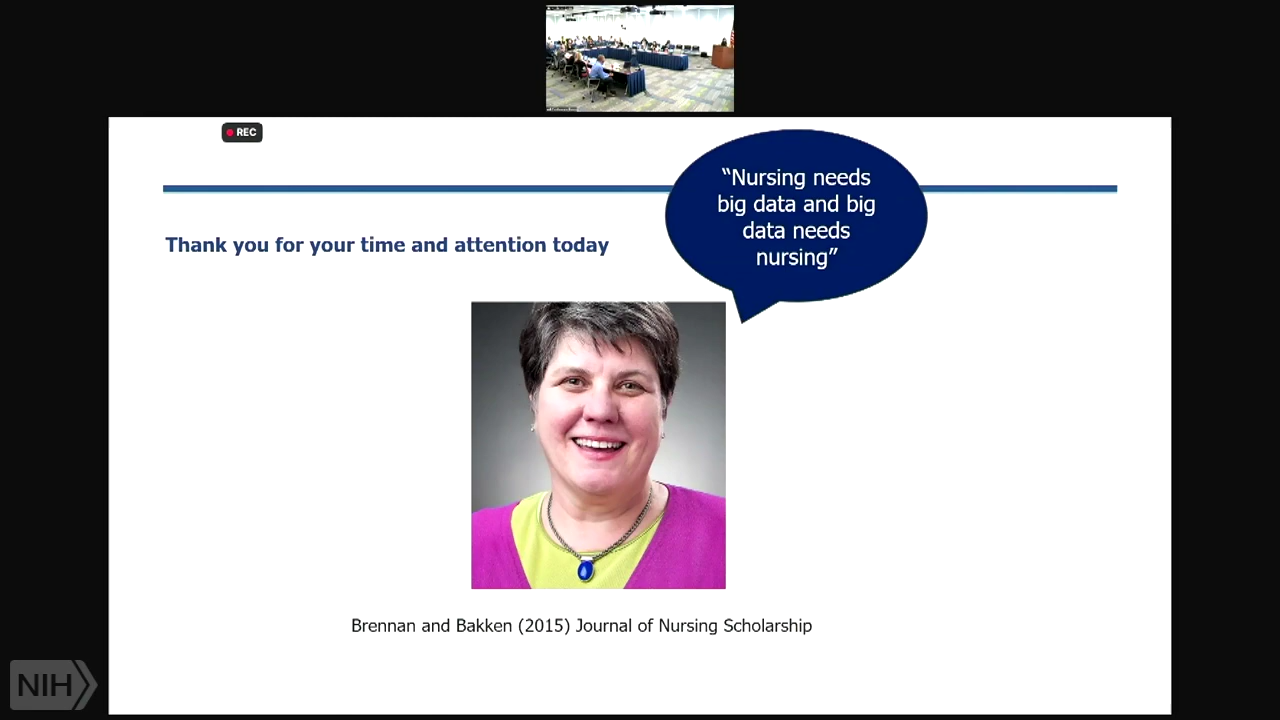 REC
“Nursing needs
big data and big
data needs
nursing”
Thank you for your time and attention today
Brennan and Bakken (2015) Journal of Nursing Scholarship
NIH